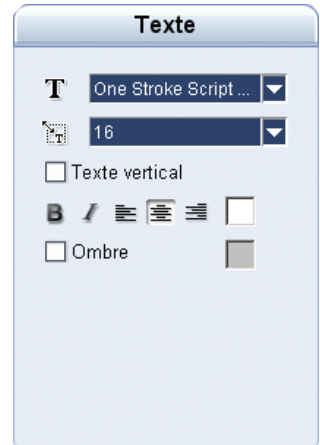 Texte
T One Stroke Script ...
T 16
Texte vertical
B I
Ombre